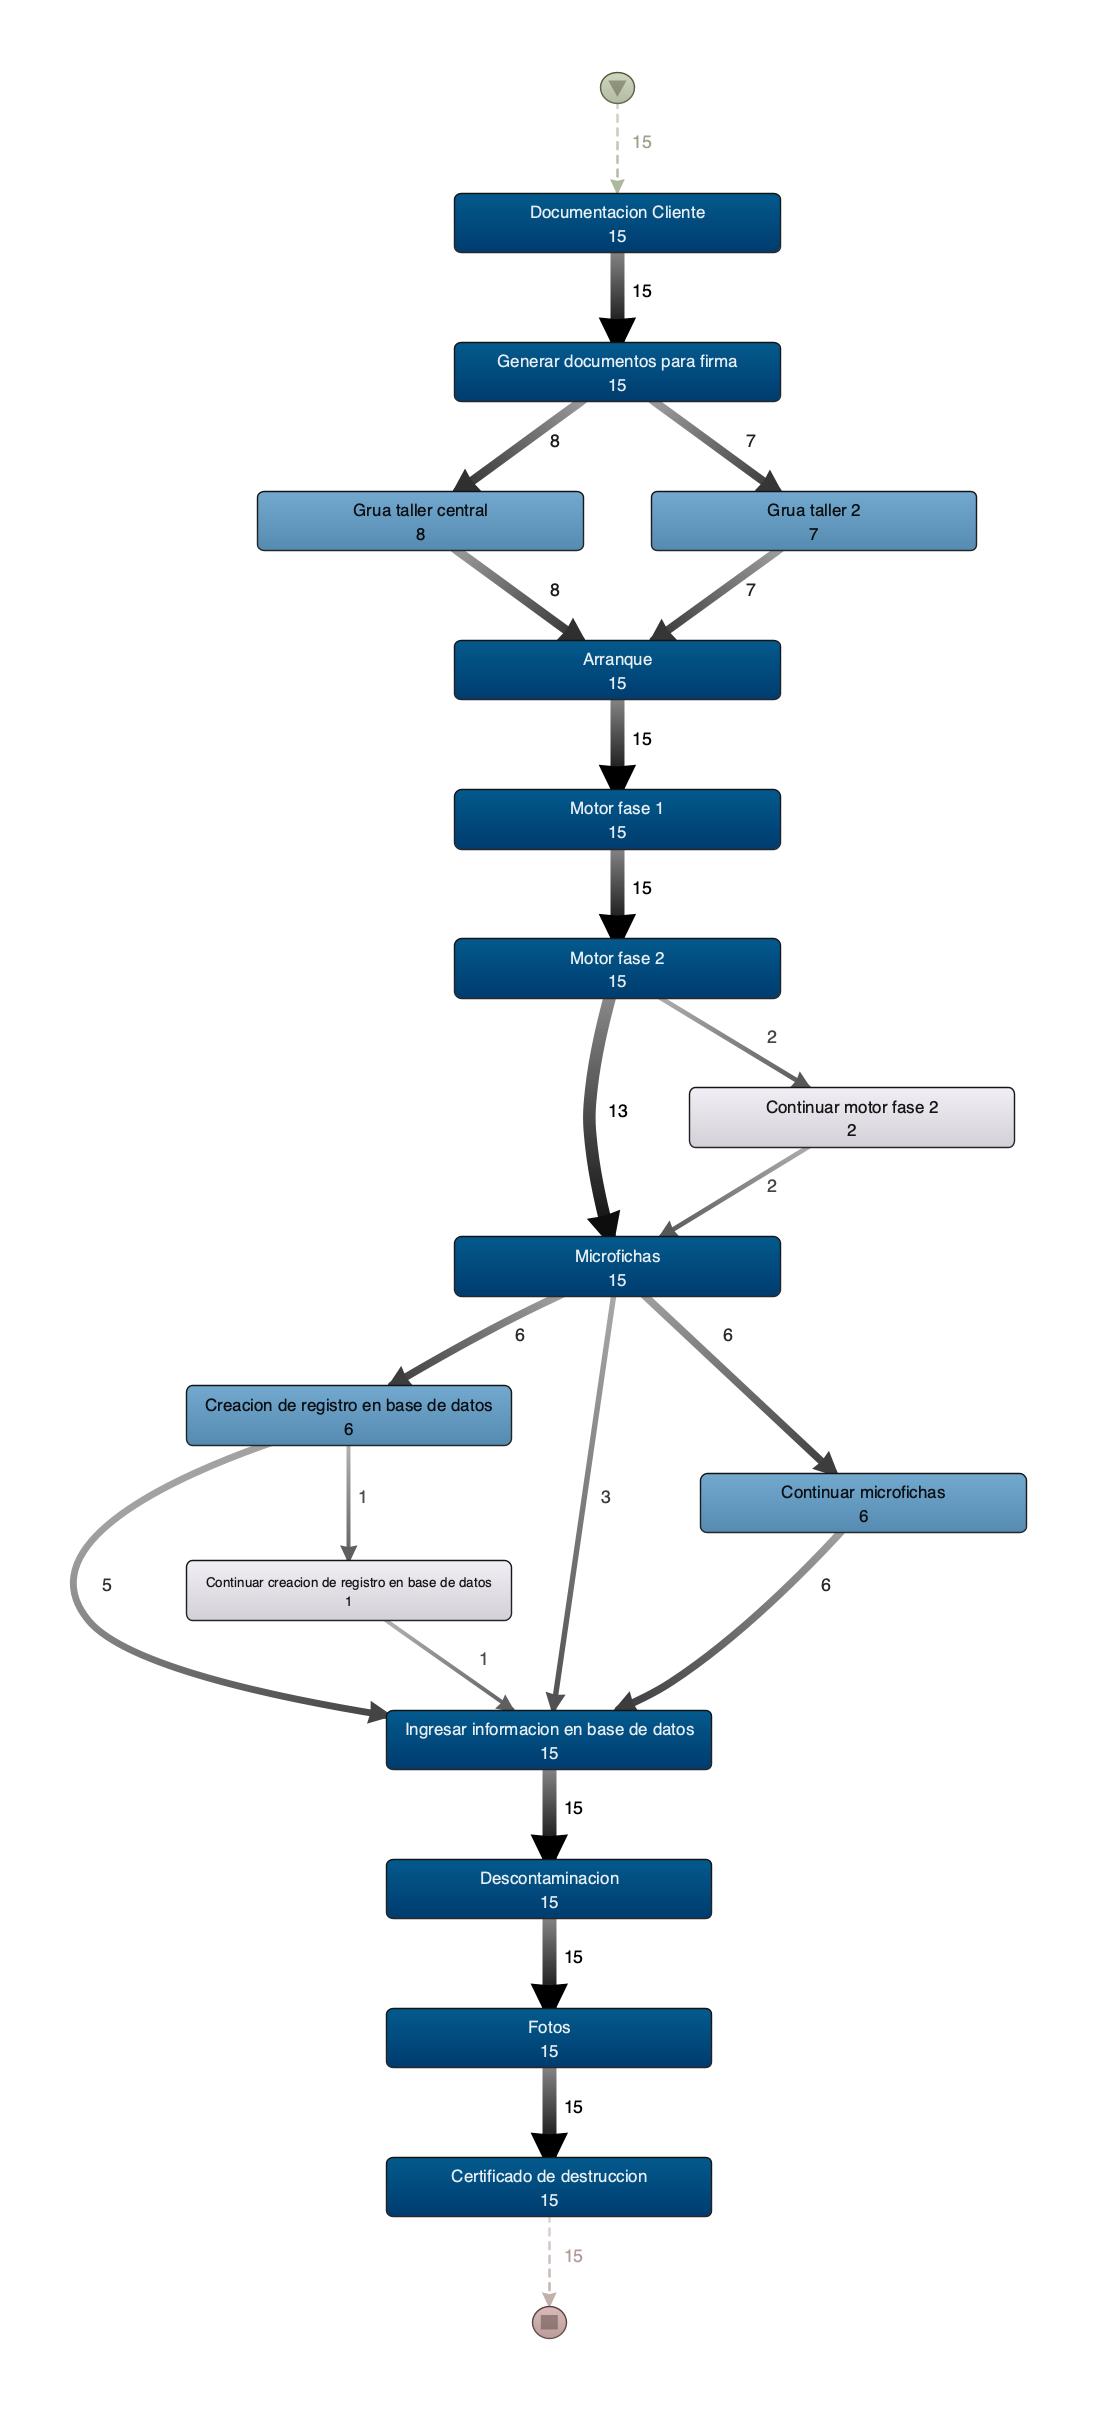 15
Documentacion Cliente
15
15
Generar documentos para firma
15
8
7
Grua taller central
8
Grua taller 2
7
8
7
Arranque
15
15
Motor fase 1
15
15
Motor fase 2
15
2
13
Continuar motor fase 2
2
2
Microfichas
15
6
6
Creacion de registro en base de datos
6
1
3
Continuar microfichas
6
5
Continuar creacion de registro en base de datos
1
6
1
Ingresar informacion en base de datos
15
15
Descontaminacion
15
15
Fotos
15
15
Certificado de destruccion
15
15